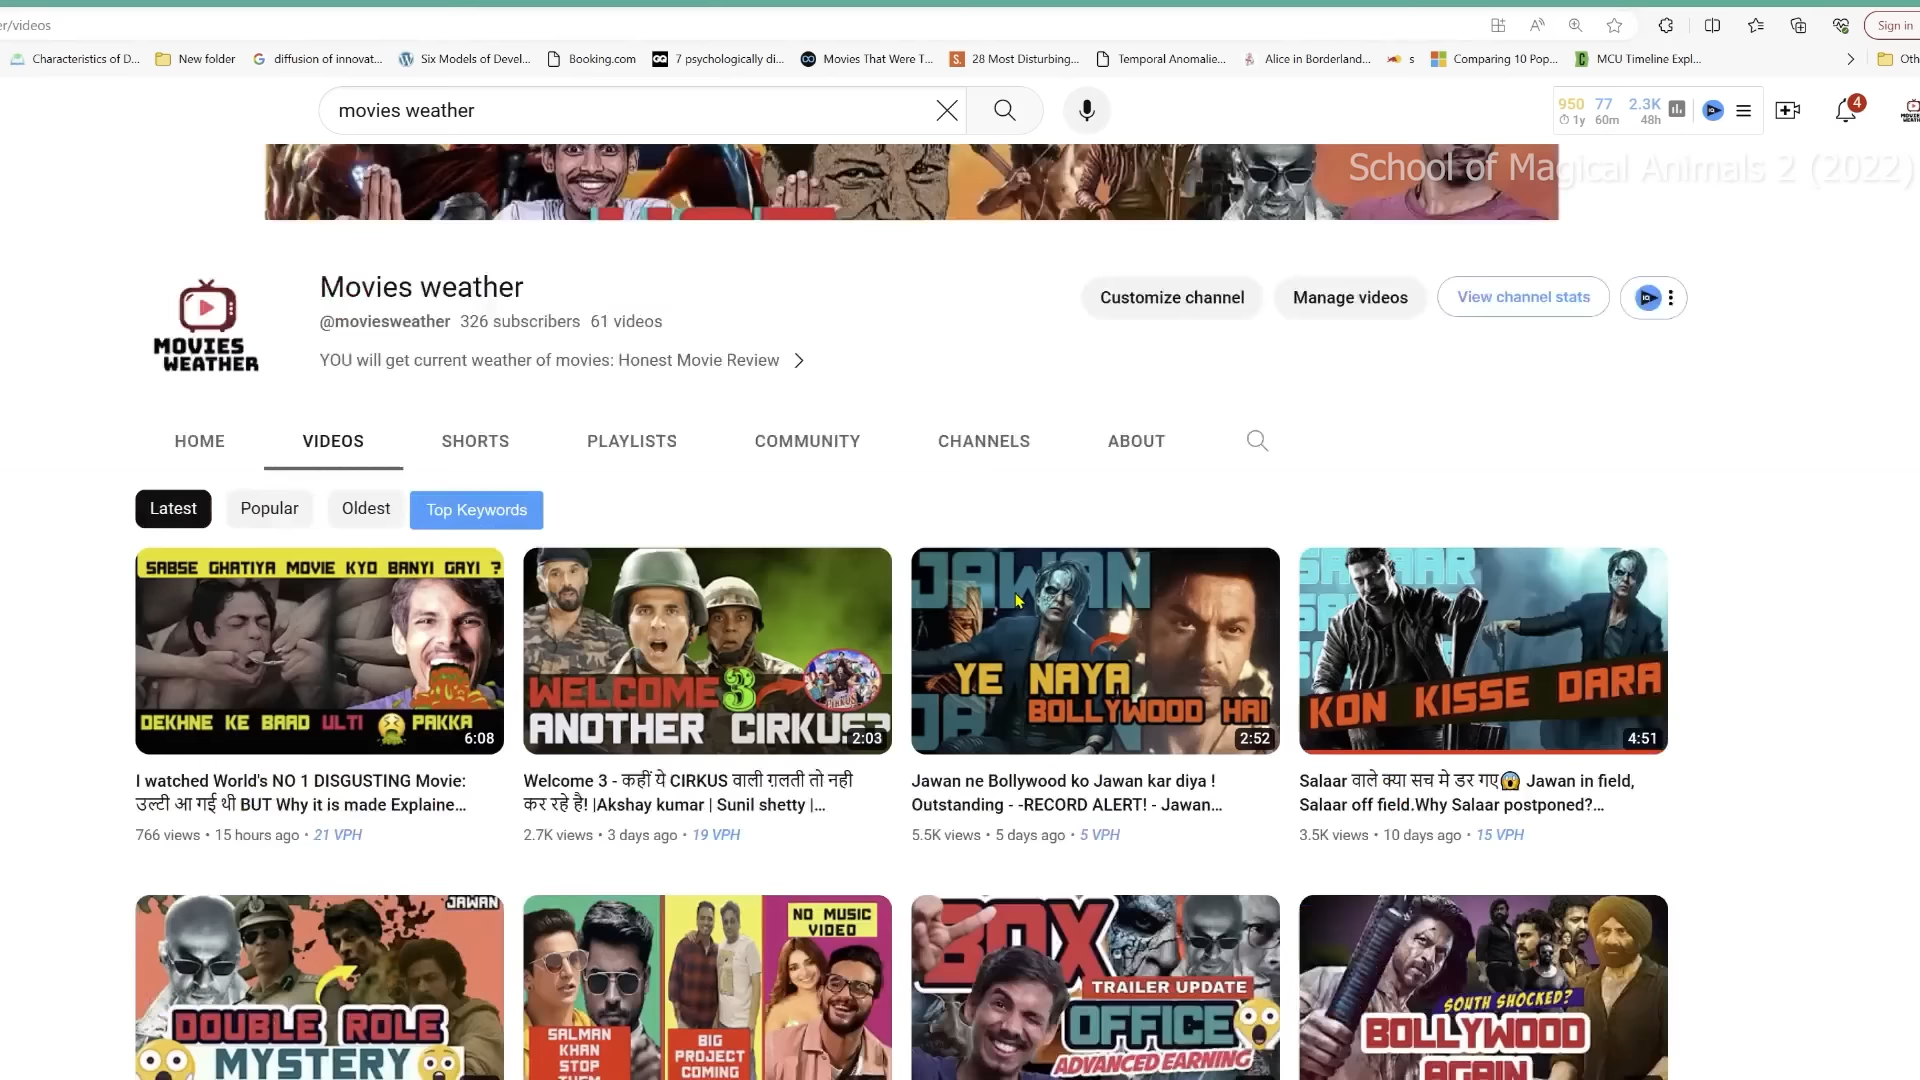 er/videos
Sign in
Characteristics of D...
New folder
diffusion of innovat...
Six Models of Devel...
Booking.com
GQ
7 psychologically di...
Movies That Were T...
S.
28 Most Disturbing...
Temporal Anomalie...
Alice in Borderland...
s
Comparing 10 Pop...
MCU Timeline Expl...
Oth
movies weather
950 77 2.3K
1y 60m 48h
4
School of Magical Animals 2 (2022)
MOVIES
WEATHER
Movies weather
@moviesweather 326 subscribers 61 videos
YOU will get current weather of movies: Honest Movie Review
Customize channel
Manage videos
View channel stats
HOME
VIDEOS
SHORTS
PLAYLISTS
COMMUNITY
CHANNELS
ABOUT
Latest
Popular
Oldest
Top Keywords
SABSE GHATIYA MOVIE KYO BANYI GAYI ?
DEKHNE KE BAAD ULTI PAKKA
6:08
WELCOME 3
ANOTHER CIRKUS?
2:03
JAWAN
YE NAYA
BOLLYWOOD HAI
JA
2:52
SALAAR
KON KISSE DARA
4:51
I watched World's NO 1 DISGUSTING Movie:
उल्टी आ गई थी BUT Why it is made Explaine...
766 views • 15 hours ago • 21 VPH
Welcome 3 - कहीं ये CIRKUS वाली ग़लती तो नही
कर रहे है! |Akshay kumar | Sunil shetty |...
2.7K views • 3 days ago • 19 VPH
Jawan ne Bollywood ko Jawan kar diya !
Outstanding - -RECORD ALERT! - Jawan...
5.5K views • 5 days ago • 5 VPH
Salaar वाले क्या सच मे डर गए😱 Jawan in field,
Salaar off field.Why Salaar postponed?...
3.5K views • 10 days ago • 15 VPH
JAWAN
DOUBLE ROLE
MYSTERY
NO MUSIC
VIDEO
SALMAN
KHAN
STOP
THEM
BIG
PROJECT
COMING
BOX
TRAILER UPDATE
OFFICE
ADVANCED EARNING
SOUTH SHOCKED?
BOLLYWOOD
AGAIN